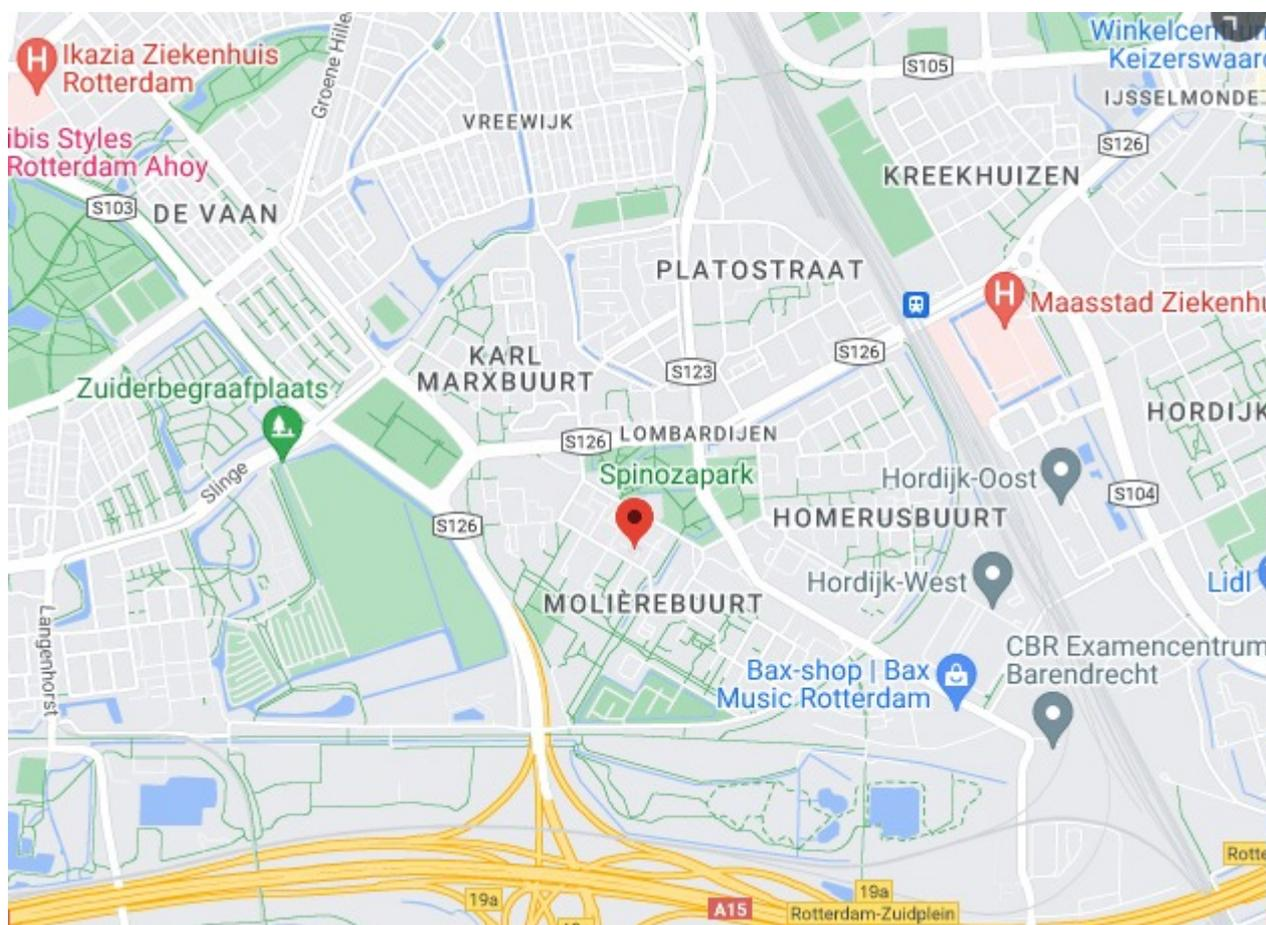 Ikazia Ziekenhuis
Rotterdam
Groene Hille
Winkelcentrum
Keizerswaard
S105
IJSSELMONDE
VREEWIJK
ibis Styles
Rotterdam Ahoy
S126
KREEKHUIZEN
S103
DE VAAN
PLATOSTRAAT
Maasstad Ziekenhu
KARL
MARXBUURT
S126
S123
Zuiderbegraafplaats
HORDIJK
S126
LOMBARDIJEN
Slinge
Spinozapark
Hordijk-Oost
S104
S126
HOMERUSBUURT
Hordijk-West
Lidl
MOLIÈREBUURT
Langenhorst
CBR Examencentrum
Barendrecht
Bax-shop | Bax
Music Rotterdam
Rotte
19a
19a
A15
Rotterdam-Zuidplein